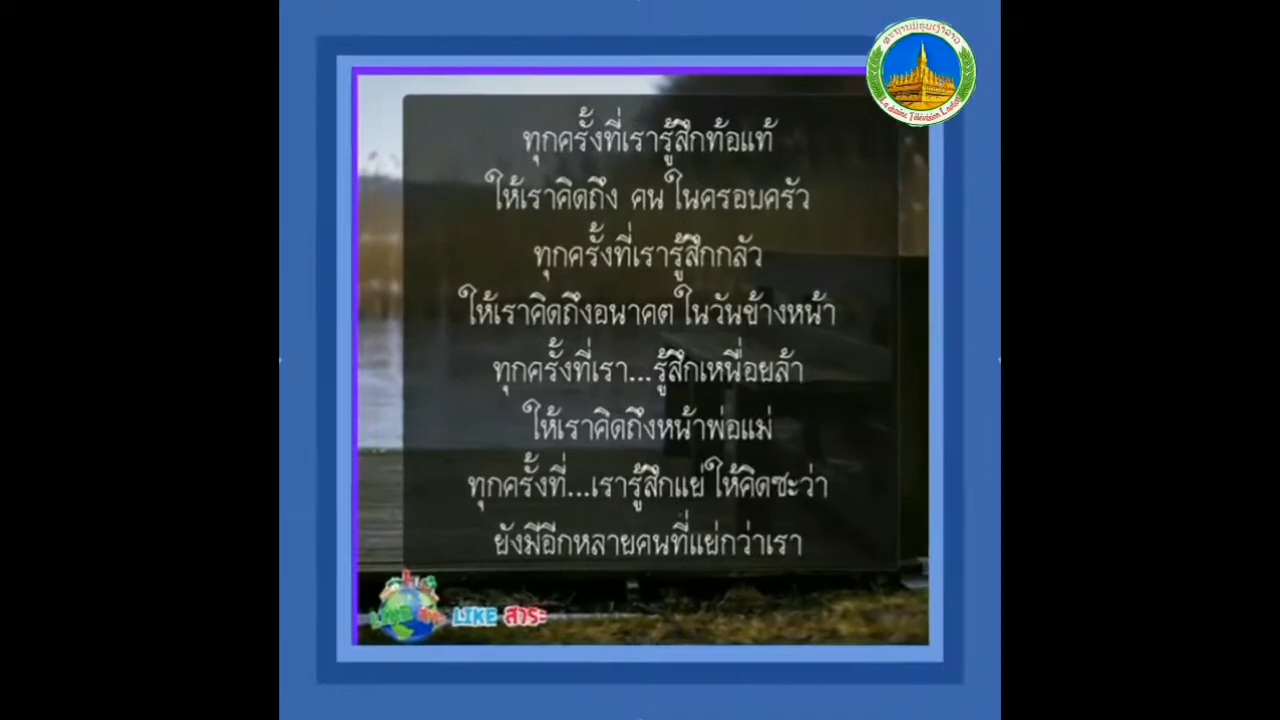 ทุกครั้งที่เรารู้สึกท้อแท้
ให้เราคิดถึง คนในครอบครัว
ทุกครั้งที่เรารู้สึกกลัว
ให้เราคิดถึงอนาคตในวันข้างหน้า
ทุกครั้งที่เรา...รู้สึกเหนื่อยล้า
ให้เราคิดถึงหน้าพ่อแม่
ทุกครั้งที่...เรารู้สึกแย่ ให้คิดซะว่า
ยังมีอีกหลายคนที่แย่กว่าเรา
LIKE สาระ
La chaine Télévision Laotien